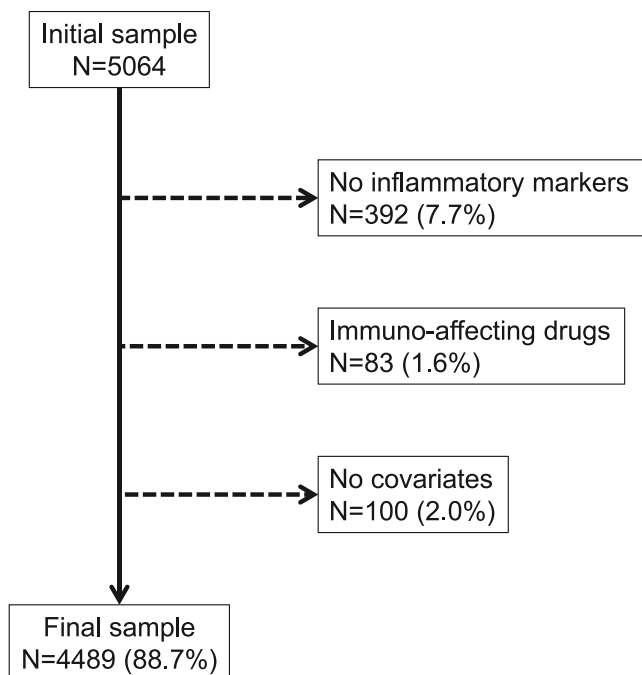 Initial sample
N=5064
No inflammatory markers
N=392 (7.7%)
Immuno-affecting drugs
N=83 (1.6%)
No covariates
N=100 (2.0%)
Final sample
N=4489 (88.7%)